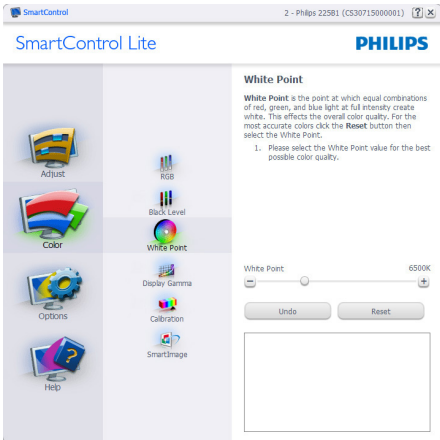 SmartControl
2 - Philips 225B1 (CS30715000001)
?
SmartControl Lite
PHILIPS
Adjust
Color
Options
Help
RGB
Black Level
White Point
Display Gamma
Calibration
SmartImage
White Point
White Point is the point at which equal combinations
of red, green, and blue light at full intensity create
white. This effects the overall color quality. For the
most accurate colors click the Reset button then
select the White Point.
1. Please select the White Point value for the best
possible color quality.
White Point 6500K
Undo
Reset